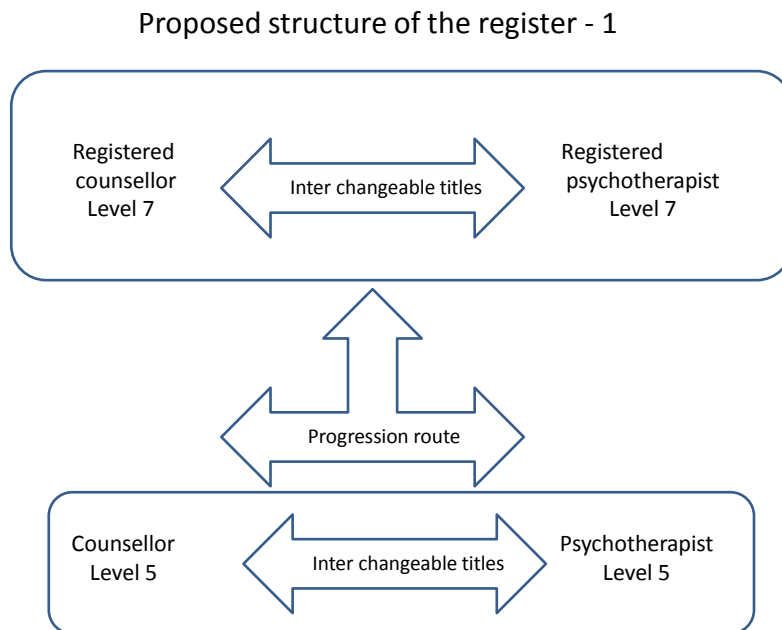 Proposed structure of the register - 1
Registered
counsellor
Level 7
Inter changeable titles
Registered
psychotherapist
Level 7
Progression route
Counsellor
Level 5
Inter changeable titles
Psychotherapist
Level 5